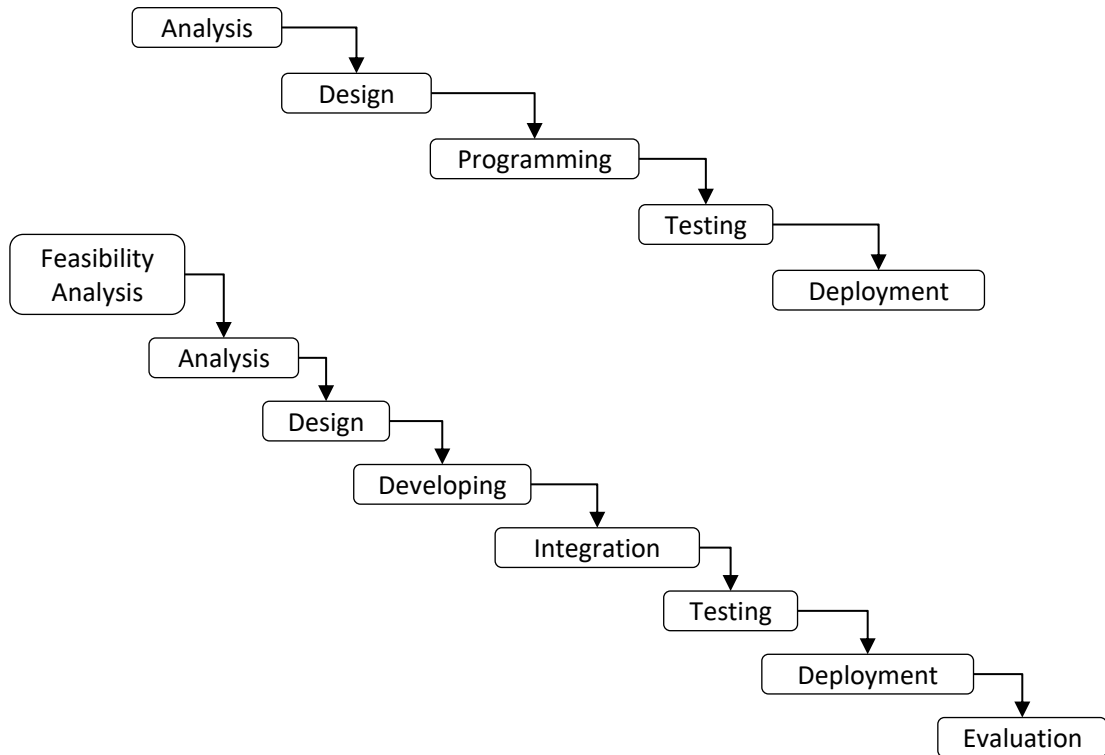 Analysis
Design
Programming
Testing
Deployment
Feasibility
Analysis
Analysis
Design
Developing
Integration
Testing
Deployment
Evaluation